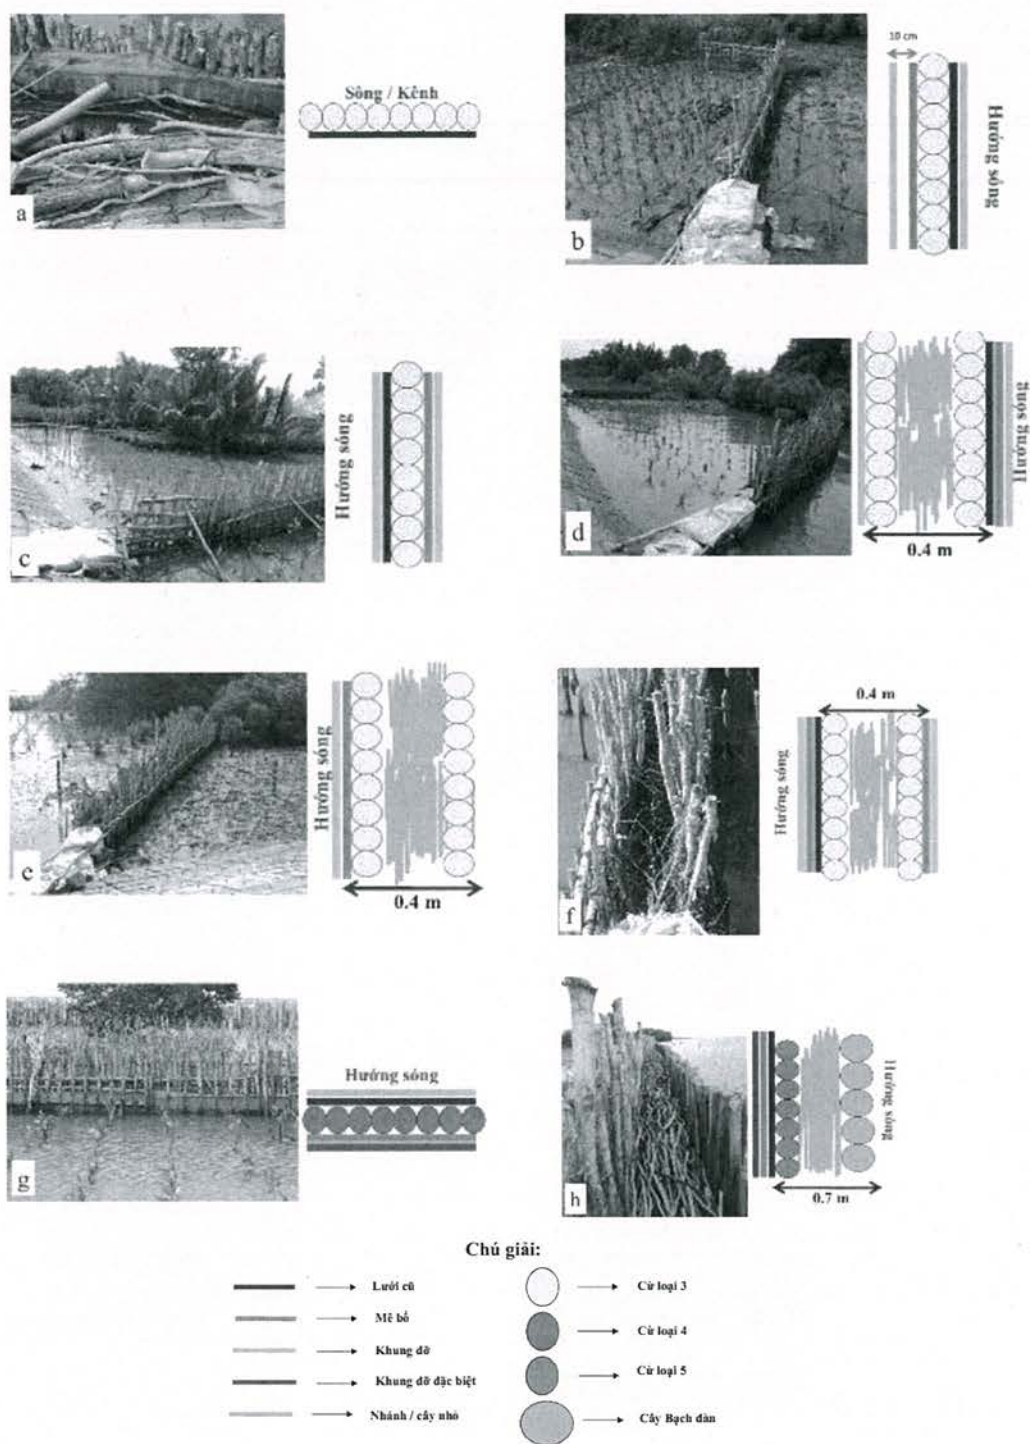 a
Sông / Kênh
b
10 cm
Hướng sóng
c
Hướng sóng
d
Hướng sóng
0.4 m
e
Hướng sóng
0.4 m
f
Hướng sóng
0.4 m
g
Hướng sóng
h
Hướng sóng
0.7 m
Chú giải:
Lưới cũ
Mê bồ
Khung đỡ
Khung đỡ đặc biệt
Nhánh / cây nhỏ
Cừ loại 3
Cừ loại 4
Cừ loại 5
Cây Bạch đàn